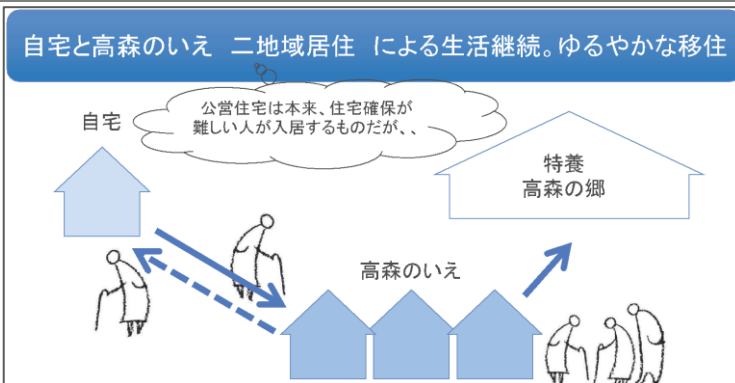 自宅と高森のいえ 二地域居住 による生活継続。ゆるやかな移住
公営住宅は本来、住宅確保が
難しい人が入居するものだが、、
自宅
特養
高森の郷
高森のいえ